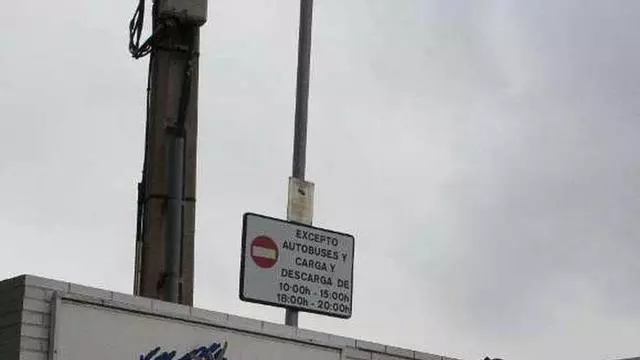 EXCEPTO
AUTOBUSES Y
CARGA Y
DESCARGA DE
10:00h - 15:00h
18:00h - 20:00h